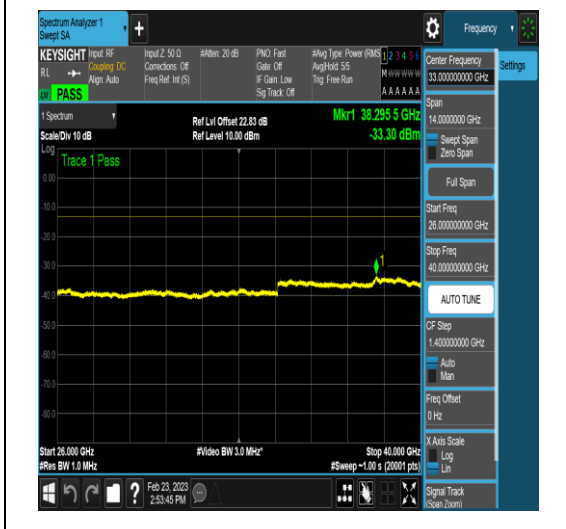 Spectrum Analyzer 1
Swept SA
+
Frequency
KEYSIGHT
RL
PASS
Input: RF
Coupling: DC
Align: Auto
Input Z: 50 Ω
Corrections: Off
Freq Ref: Int (S)
#Atten: 20 dB
PNO: Fast
Gate: Off
IF Gain: Low
Sig Track: Off
#Avg Type: Power (RMS
Avg|Hold: 5/5
Trig: Free Run
1 2 3 4 5 6
M W W W W W
A A A A A A
1 Spectrum
Scale/Div 10 dB
Ref Lvl Offset 22.83 dB
Ref Level 10.00 dBm
Mkr1 38.295 5 GHz
-33.30 dBm
Log
Trace 1 Pass
0.00
-10.0
-20.0
-30.0
-40.0
-50.0
-60.0
-70.0
-80.0
1
Start 26.000 GHz
#Res BW 1.0 MHz
#Video BW 3.0 MHz*
Stop 40.000 GHz
#Sweep ~1.00 s (20001 pts)
?
Feb 23, 2023
2:53:45 PM
Center Frequency
33.000000000 GHz
Settings
Span
14.0000000 GHz
Swept Span
Zero Span
Full Span
Start Freq
26.000000000 GHz
Stop Freq
40.000000000 GHz
AUTO TUNE
CF Step
1.400000000 GHz
Auto
Man
Freq Offset
0 Hz
X Axis Scale
Log
Lin
Signal Track
(Span Zoom)